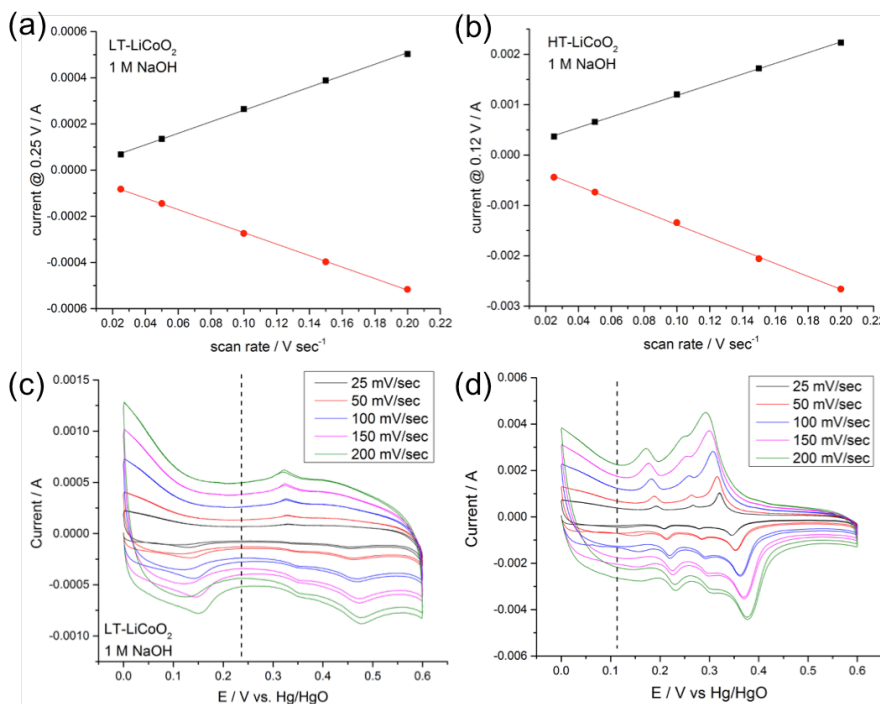 (a)
LT-LiCoO₂
1 M NaOH
current @ 0.25 V / A
0.0006
0.0004
0.0002
0.0000
-0.0002
-0.0004
-0.0006
0.02 0.04 0.06 0.08 0.10 0.12 0.14 0.16 0.18 0.20 0.22
scan rate / V sec⁻¹
(b)
HT-LiCoO₂
1 M NaOH
current @ 0.12 V / A
0.002
0.001
0.000
-0.001
-0.002
-0.003
0.02 0.04 0.06 0.08 0.10 0.12 0.14 0.16 0.18 0.20 0.22
scan rate / V sec⁻¹
(c)
25 mV/sec
50 mV/sec
100 mV/sec
150 mV/sec
200 mV/sec
Current / A
0.0015
0.0010
0.0005
0.0000
-0.0005
-0.0010
LT-LiCoO₂
1 M NaOH
0.0 0.1 0.2 0.3 0.4 0.5 0.6
E / V vs. Hg/HgO
(d)
25 mV/sec
50 mV/sec
100 mV/sec
150 mV/sec
200 mV/sec
Current / A
0.006
0.004
0.002
0.000
-0.002
-0.004
-0.006
0.0 0.1 0.2 0.3 0.4 0.5 0.6
E / V vs Hg/HgO